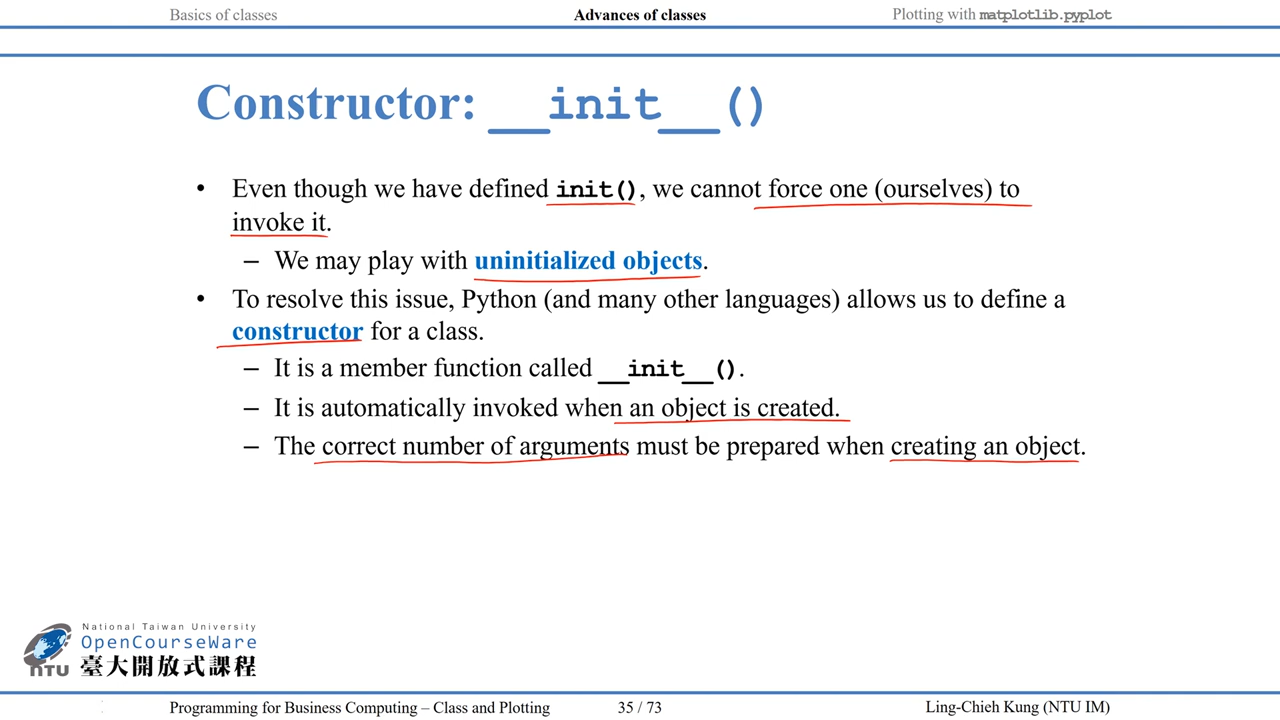 Basics of classes
Advances of classes
Plotting with matplotlib.pyplot
Constructor: __init__()
• Even though we have defined init(), we cannot force one (ourselves) to
invoke it.
– We may play with uninitialized objects.
• To resolve this issue, Python (and many other languages) allows us to define a
constructor for a class.
– It is a member function called __init__().
– It is automatically invoked when an object is created.
– The correct number of arguments must be prepared when creating an object.
National Taiwan University
OpenCourseWare
NTU 臺大開放式課程
Programming for Business Computing – Class and Plotting
35 / 73
Ling-Chieh Kung (NTU IM)